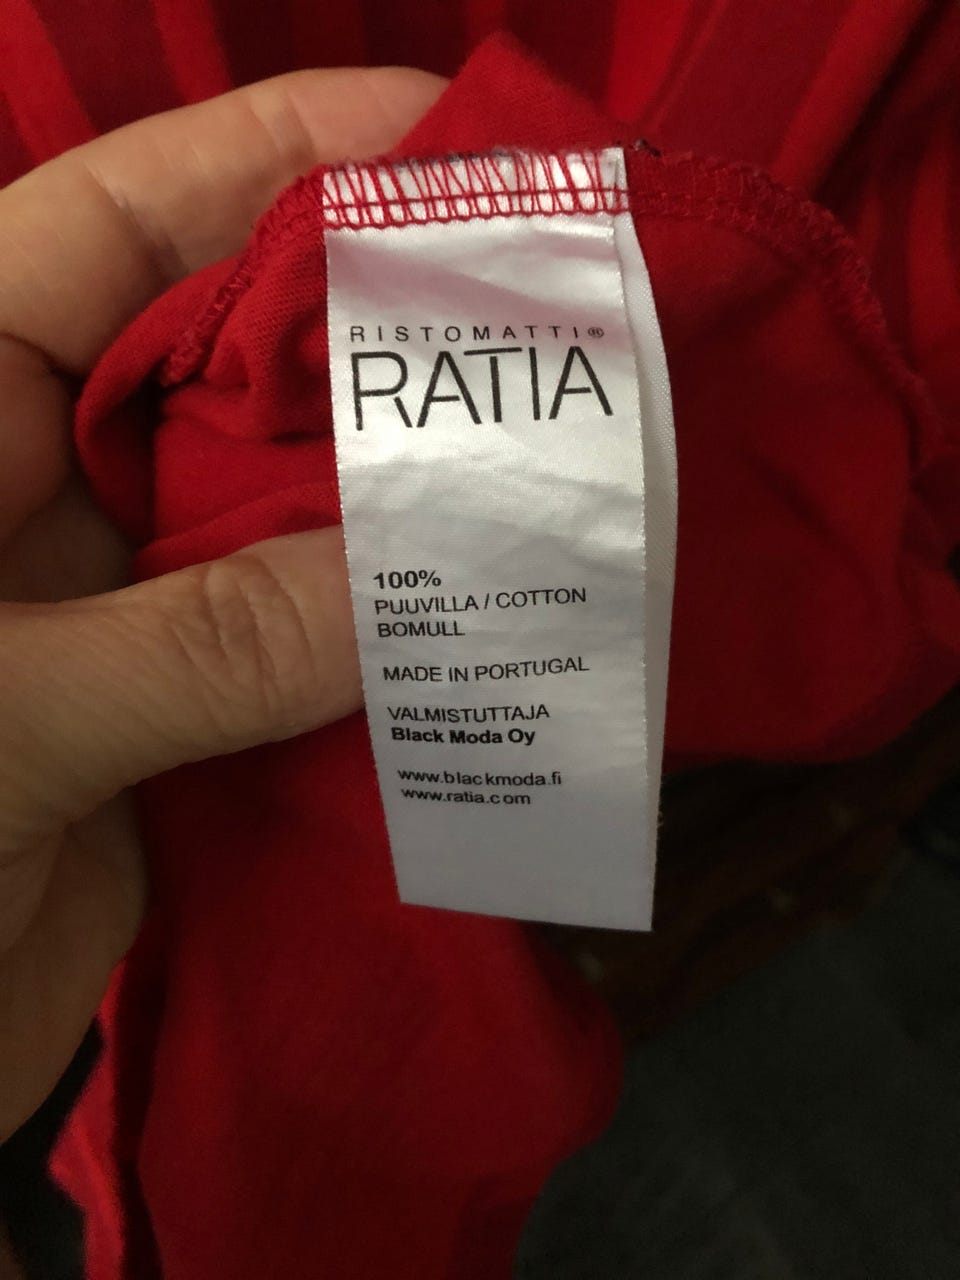 RISTOMATTI®
RATIA
100%
PUUVILLA / COTTON
BOMULL
MADE IN PORTUGAL
VALMISTUTTAJA
Black Moda Oy
www.blackmoda.fi
www.ratia.com